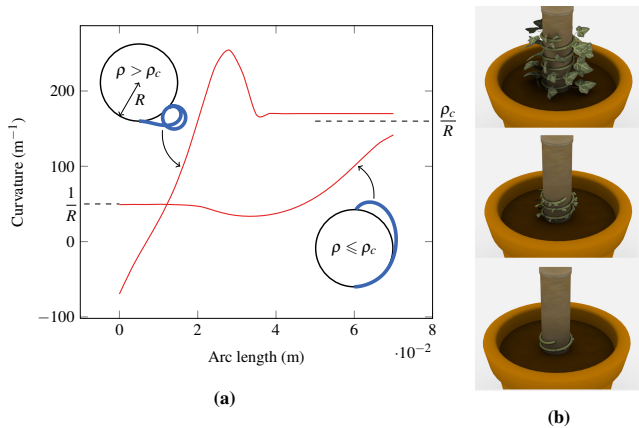 (a)
Curvature (m⁻¹)
200
100
0
−100
1/R
ρ > ρc
R
ρc/R
ρ ⩽ ρc
0 2 4 6 8
·10⁻²
Arc length (m)
(b)